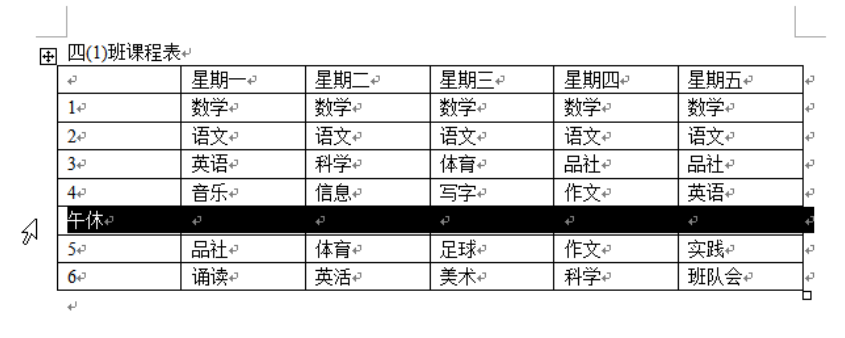 四(1)班课程表
星期一 星期二 星期三 星期四 星期五
1 数学 数学 数学 数学 数学
2 语文 语文 语文 语文 语文
3 英语 科学 体育 品社 品社
4 音乐 信息 写字 作文 英语
午休
5 品社 体育 足球 作文 实践
6 诵读 英活 美术 科学 班队会